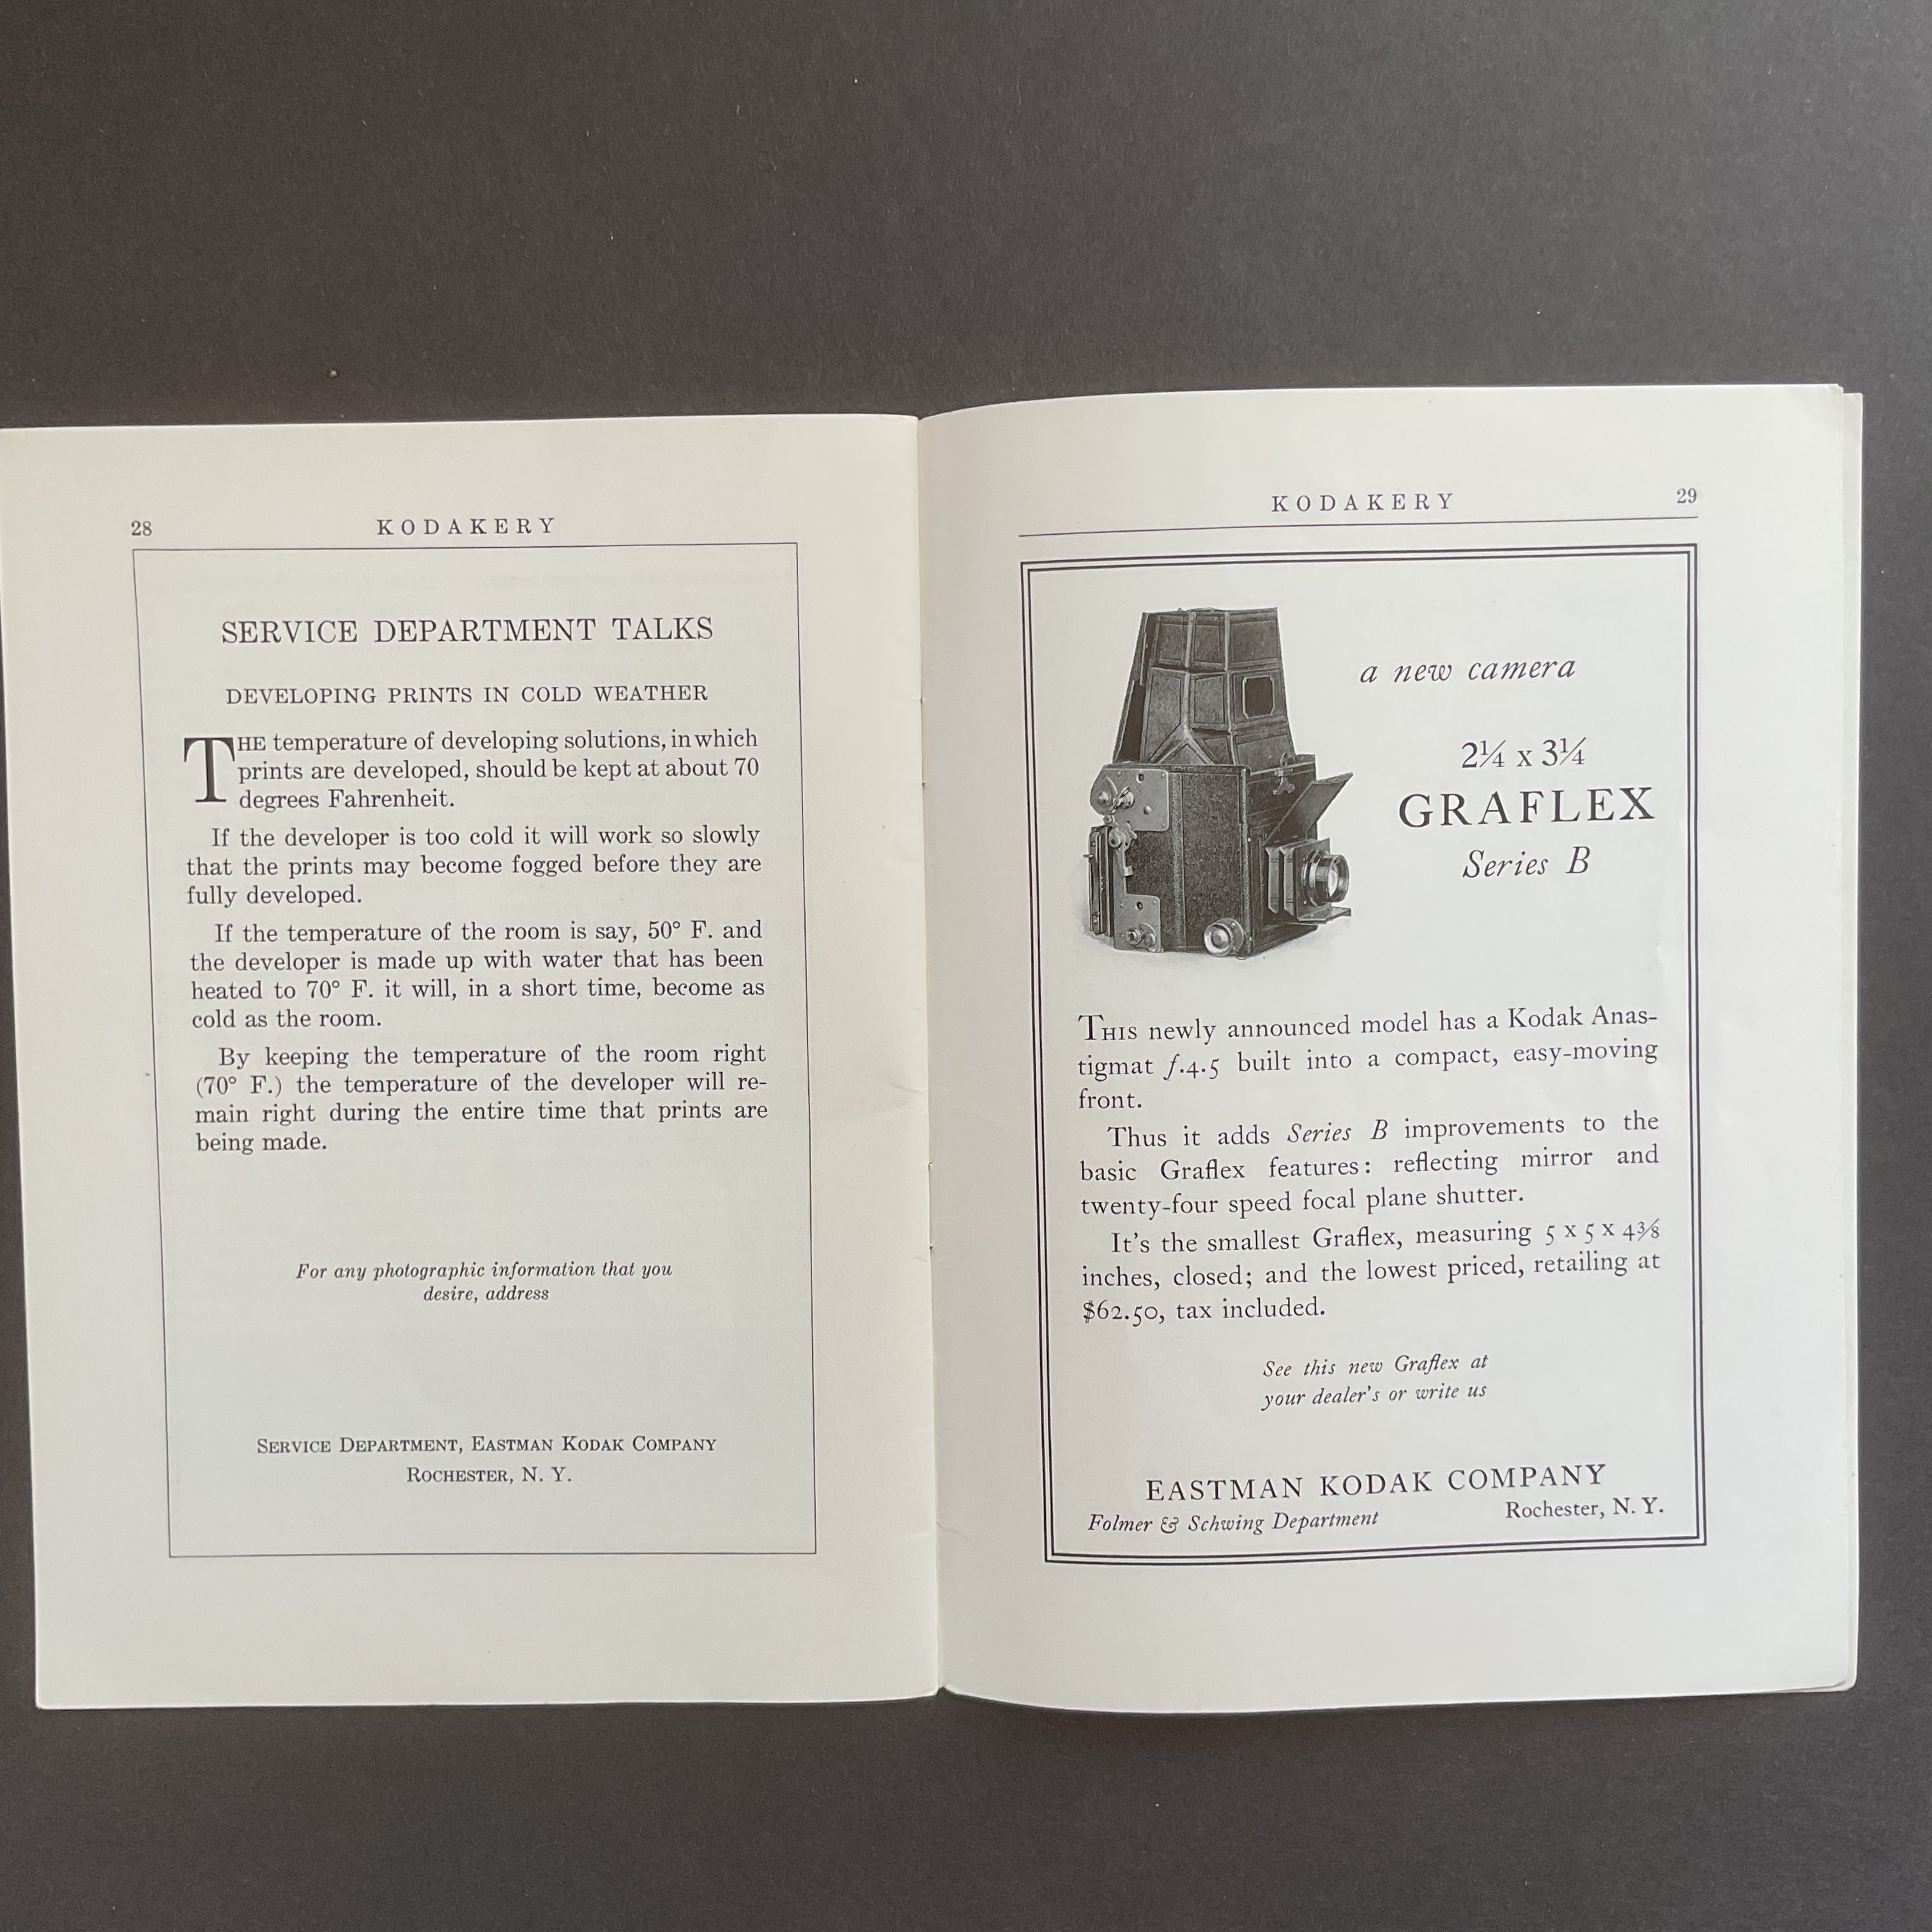 28
KODAKERY
SERVICE DEPARTMENT TALKS
DEVELOPING PRINTS IN COLD WEATHER
THE temperature of developing solutions, in which
prints are developed, should be kept at about 70
degrees Fahrenheit.
If the developer is too cold it will work so slowly
that the prints may become fogged before they are
fully developed.
If the temperature of the room is say, 50° F. and
the developer is made up with water that has been
heated to 70° F. it will, in a short time, become as
cold as the room.
By keeping the temperature of the room right
(70° F.) the temperature of the developer will re-
main right during the entire time that prints are
being made.
For any photographic information that you
desire, address
SERVICE DEPARTMENT, EASTMAN KODAK COMPANY
ROCHESTER, N. Y.
KODAKERY
29
a new camera
2¼ x 3¼
GRAFLEX
Series B
THIS newly announced model has a Kodak Anas-
tigmat f.4.5 built into a compact, easy-moving
front.
Thus it adds Series B improvements to the
basic Graflex features: reflecting mirror and
twenty-four speed focal plane shutter.
It's the smallest Graflex, measuring 5 x 5 x 4⅜
inches, closed; and the lowest priced, retailing at
$62.50, tax included.
See this new Graflex at
your dealer's or write us
EASTMAN KODAK COMPANY
Folmer & Schwing Department
Rochester, N. Y.